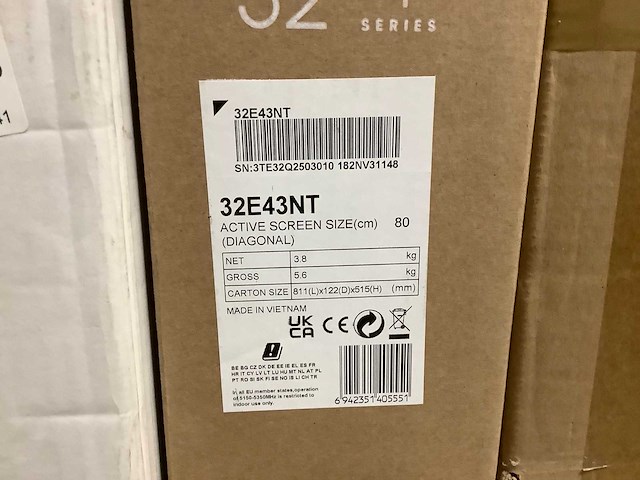 32
SERIES
32E43NT
SN:3TE32Q2503010 182NV31148
32E43NT
ACTIVE SCREEN SIZE(cm) 80
(DIAGONAL)
NET 3.8 kg
GROSS 5.6 kg
CARTON SIZE 811(L)x122(D)x515(H) (mm)
MADE IN VIETNAM
UK
CA CE
BE BG CZ DK DE EE IE EL ES FR
HR IT CY LV LT LU HU MT NL AT PL
PT RO SI SK FI SE NO IS LI CH TR
In all EU member states,operation
of 5150-5350MHz is restricted to
indoor use only.
6942351405551
41